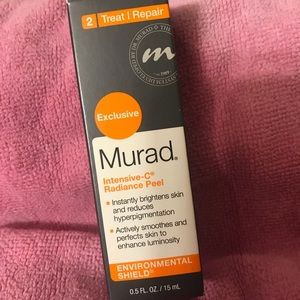 2 Treat | Repair
m
Exclusive
Murad®
Intensive-C®
Radiance Peel
• Instantly brightens skin
and reduces
hyperpigmentation
• Actively smoothes and
perfects skin to
enhance luminosity
ENVIRONMENTAL
SHIELD®
0.5 FL. OZ. / 15 mL